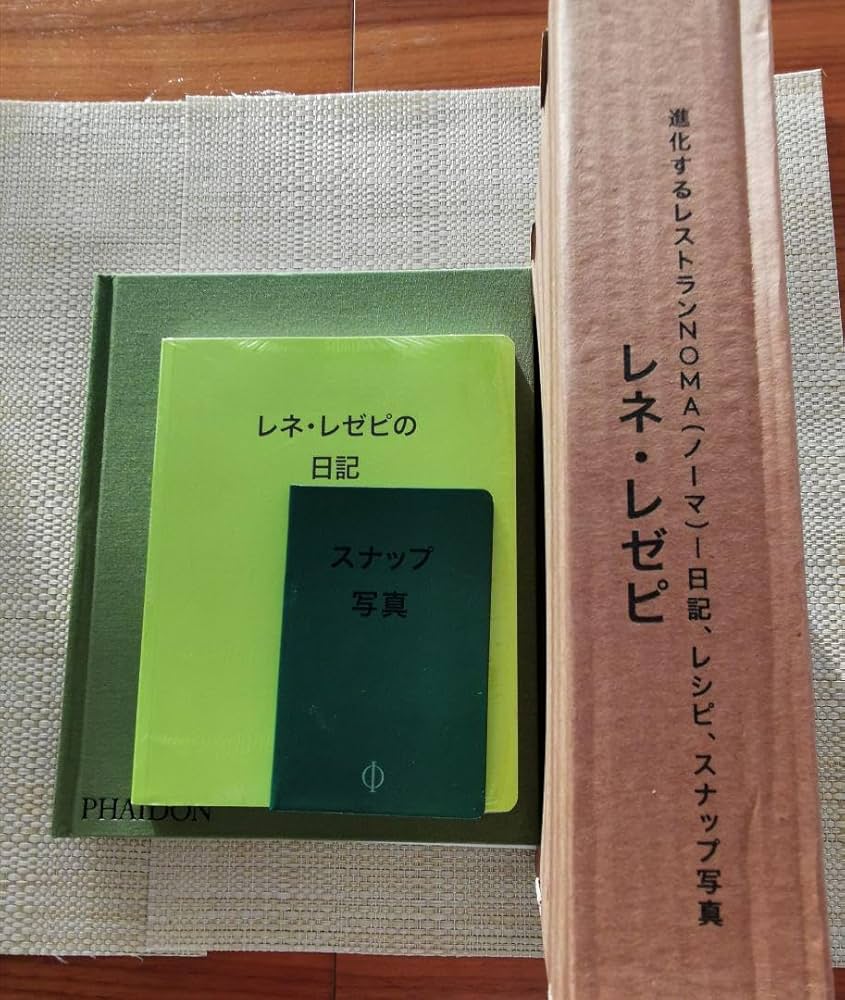 レネ・レゼピの
日記
スナップ
写真
PHAIDON
進化するレストランNOMA(ノーマ)ー日記、レシピ、スナップ写真
レネ・レゼピ